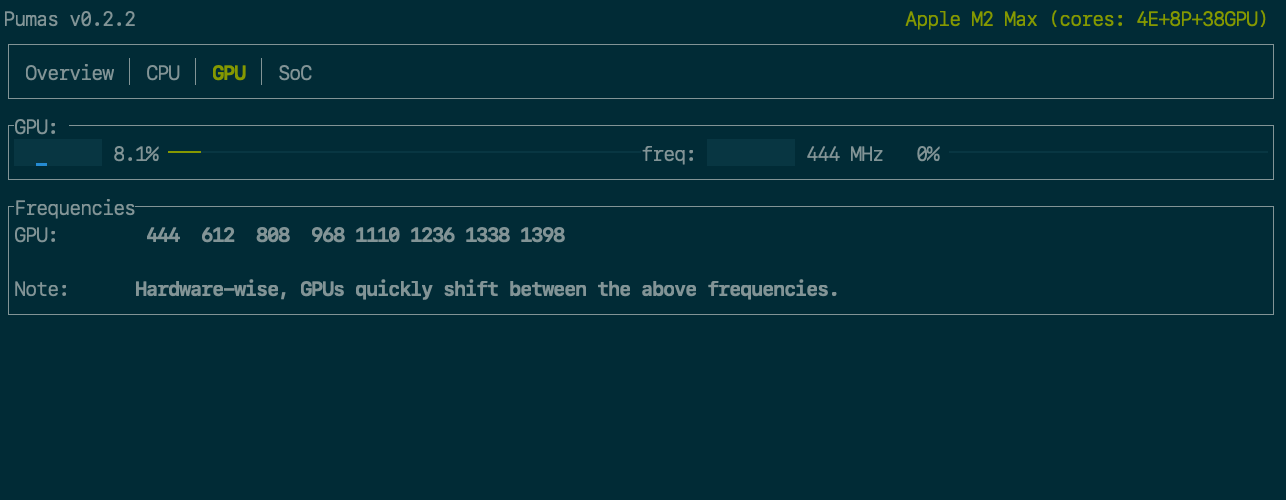 Pumas v0.2.2 Apple M2 Max (cores: 4E+8P+38GPU)
Overview CPU GPU SoC
GPU:
8.1% freq: 444 MHz 0%
Frequencies
GPU: 444 612 808 968 1110 1236 1338 1398
Note: Hardware-wise, GPUs quickly shift between the above frequencies.